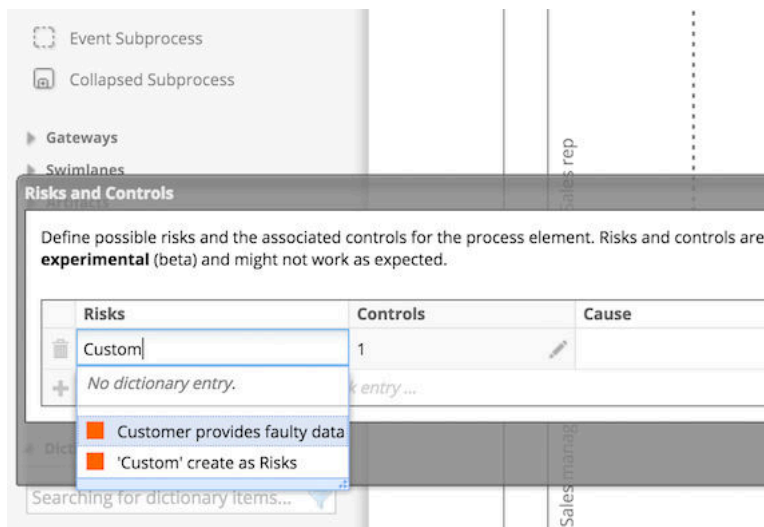 Event Subprocess
Collapsed Subprocess
Gateways
Swimlanes
Artifacts
Sales rep
Risks and Controls
Define possible risks and the associated controls for the process element. Risks and controls are
experimental (beta) and might not work as expected.
Risks Controls Cause
Custom 1
No dictionary entry.
entry ...
Customer provides faulty data
'Custom' create as Risks
Searching for dictionary items...